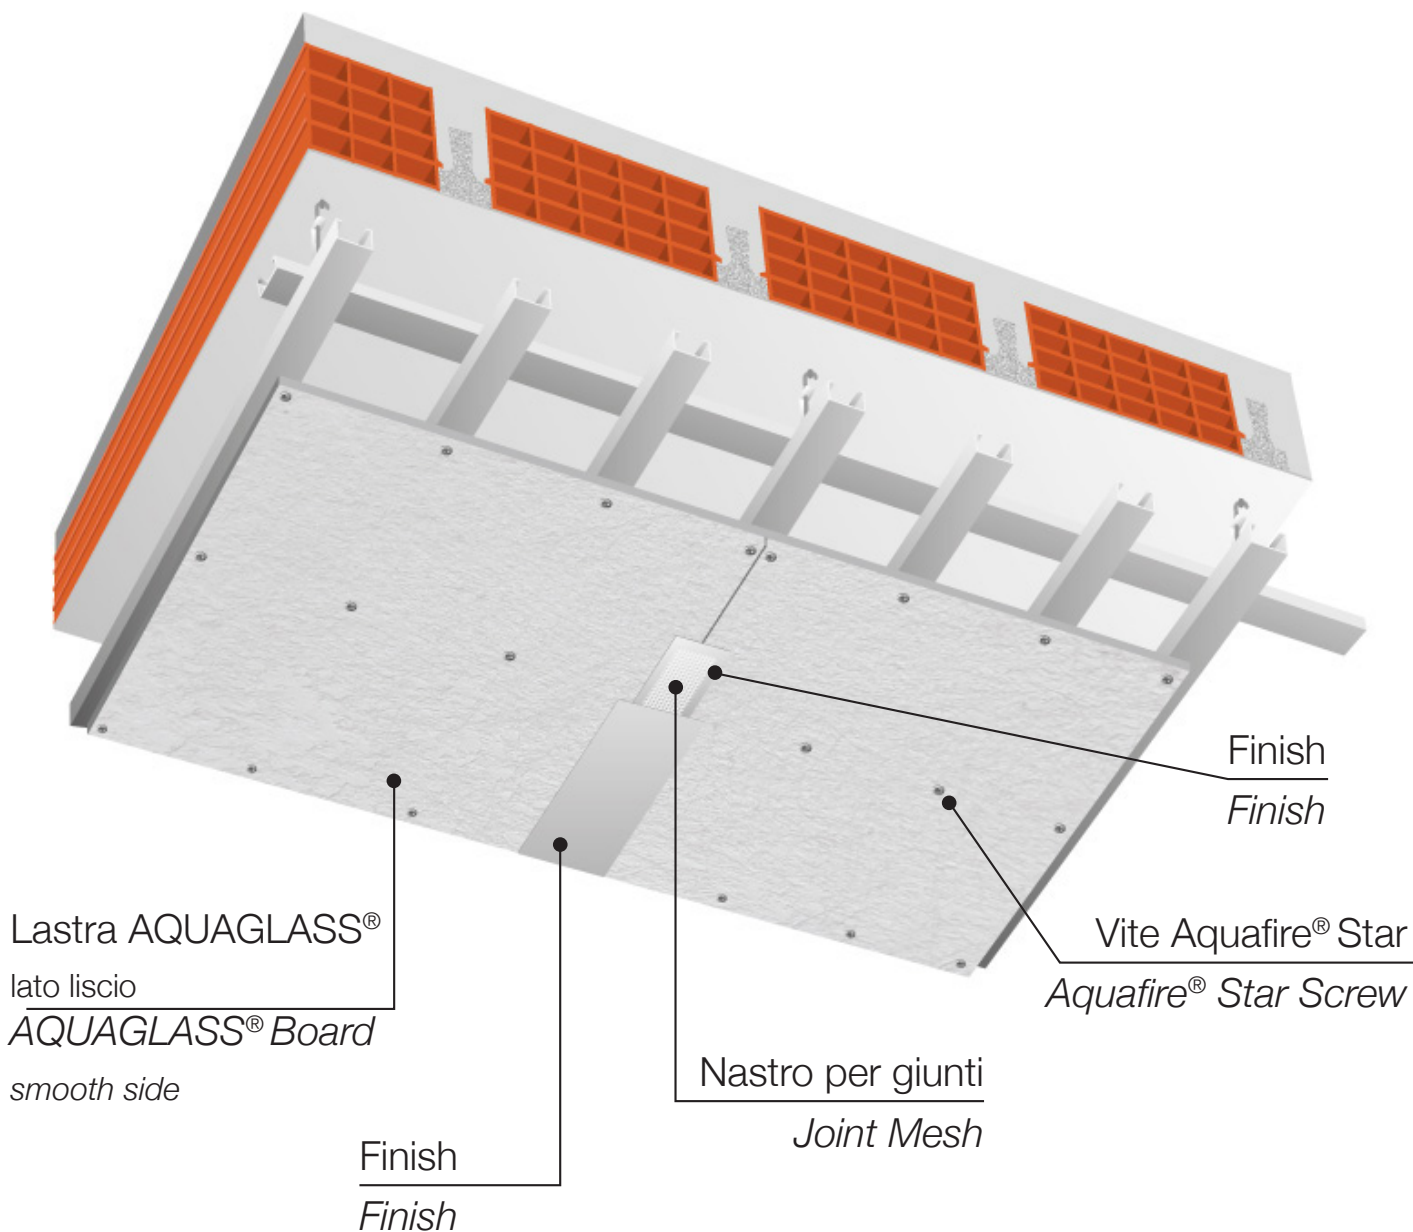 Finish
Finish
Lastra AQUAGLASS®
lato liscio
AQUAGLASS® Board
smooth side
Vite Aquafire® Star
Aquafire® Star Screw
Nastro per giunti
Joint Mesh
Finish
Finish